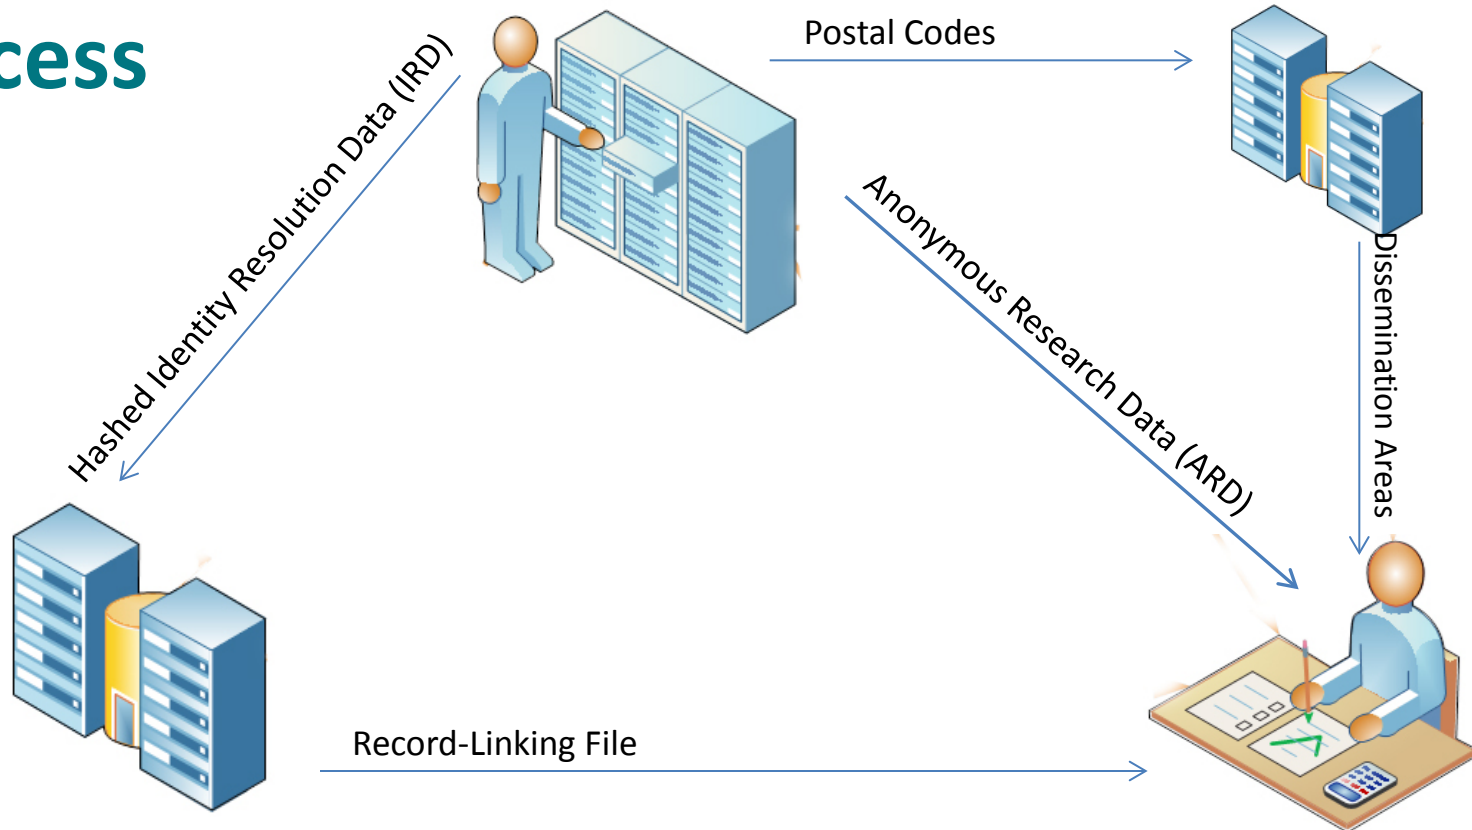 cess
Postal Codes
Hashed Identity Resolution Data (IRD)
Anonymous Research Data (ARD)
Dissemination Areas
Record-Linking File